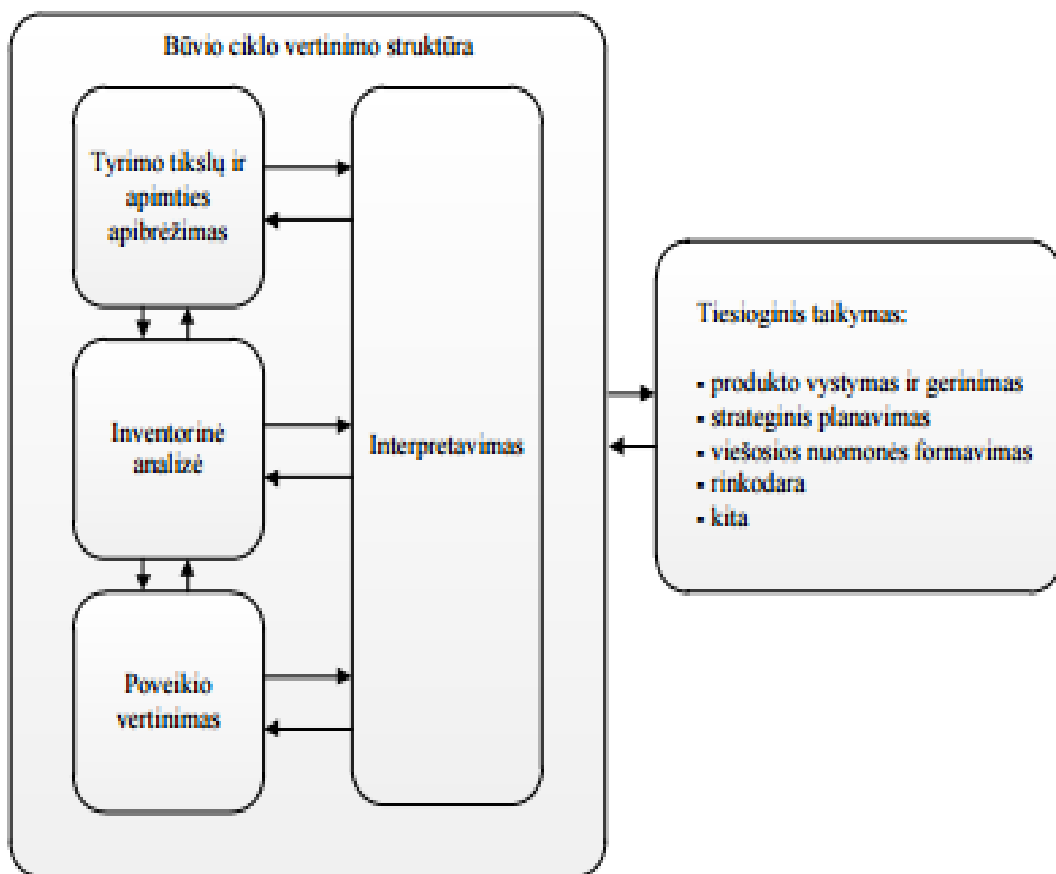 Būvio ciklo vertinimo struktūra
Tyrimo tikslų ir
apimties
apibrėžimas
Inventorinė
analizė
Poveikio
vertinimas
Interpretavimas
Tiesioginis taikymas:
▪ produkto vystymas ir gerinimas
▪ strateginis planavimas
▪ viešosios nuomonės formavimas
▪ rinkodara
▪ kita